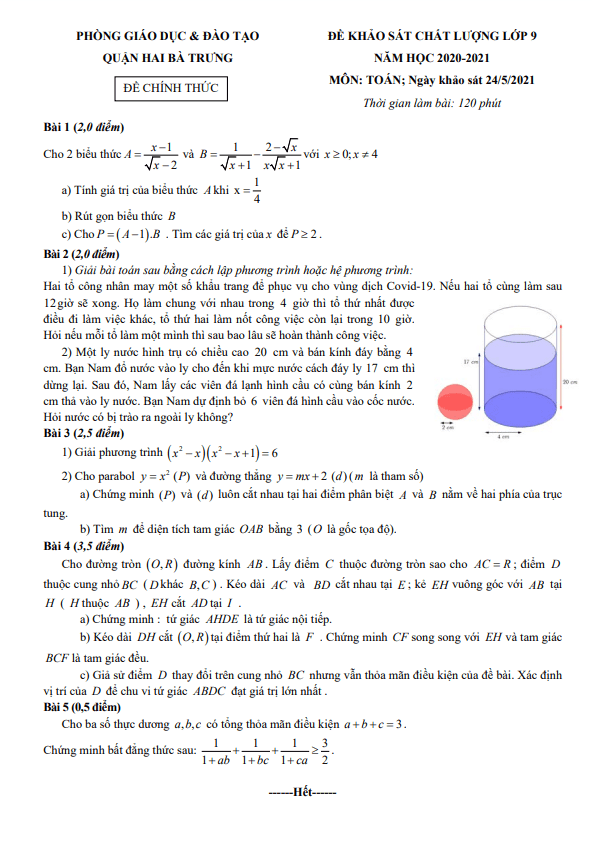 PHÒNG GIÁO DỤC & ĐÀO TẠO
QUẬN HAI BÀ TRƯNG
ĐỀ CHÍNH THỨC
ĐỀ KHẢO SÁT CHẤT LƯỢNG LỚP 9
NĂM HỌC 2020-2021
MÔN: TOÁN; Ngày khảo sát 24/5/2021
Thời gian làm bài: 120 phút
Bài 1 (2,0 điểm)
Cho 2 biểu thức A = (x−1)/(√x−2) và B = 1/(√x+1) − (2−√x)/(x√x+1) với x ≥ 0; x ≠ 4
a) Tính giá trị của biểu thức A khi x = 1/4
b) Rút gọn biểu thức B
c) Cho P = (A−1).B . Tìm các giá trị của x để P ≥ 2 .
Bài 2 (2,0 điểm)
1) Giải bài toán sau bằng cách lập phương trình hoặc hệ phương trình:
Hai tổ công nhân may một số khẩu trang để phục vụ cho vùng dịch Covid-19. Nếu hai tổ cùng làm sau
12 giờ sẽ xong. Họ làm chung với nhau trong 4 giờ thì tổ thứ nhất được
điều đi làm việc khác, tổ thứ hai làm nốt công việc còn lại trong 10 giờ.
Hỏi nếu mỗi tổ làm một mình thì sau bao lâu sẽ hoàn thành công việc.
2) Một ly nước hình trụ có chiều cao 20 cm và bán kính đáy bằng 4
cm. Bạn Nam đổ nước vào ly cho đến khi mực nước cách đáy ly 17 cm thì
dừng lại. Sau đó, Nam lấy các viên đá lạnh hình cầu có cùng bán kính 2
cm thả vào ly nước. Bạn Nam dự định bỏ 6 viên đá hình cầu vào cốc nước.
Hỏi nước có bị trào ra ngoài ly không?
17 cm
20 cm
2 cm
4 cm
Bài 3 (2,5 điểm)
1) Giải phương trình (x²−x)(x²−x+1) = 6
2) Cho parabol y = x² (P) và đường thẳng y = mx+2 (d) (m là tham số)
a) Chứng minh (P) và (d) luôn cắt nhau tại hai điểm phân biệt A và B nằm về hai phía của trục
tung.
b) Tìm m để diện tích tam giác OAB bằng 3 (O là gốc tọa độ).
Bài 4 (3,5 điểm)
Cho đường tròn (O,R) đường kính AB . Lấy điểm C thuộc đường tròn sao cho AC = R ; điểm D
thuộc cung nhỏ BC ( D khác B,C ) . Kéo dài AC và BD cắt nhau tại E ; kẻ EH vuông góc với AB tại
H ( H thuộc AB ) , EH cắt AD tại I .
a) Chứng minh : tứ giác AHDE là tứ giác nội tiếp.
b) Kéo dài DH cắt (O,R) tại điểm thứ hai là F . Chứng minh CF song song với EH và tam giác
BCF là tam giác đều.
c) Giả sử điểm D thay đổi trên cung nhỏ BC nhưng vẫn thỏa mãn điều kiện của đề bài. Xác định
vị trí của D để chu vi tứ giác ABDC đạt giá trị lớn nhất .
Bài 5 (0,5 điểm)
Cho ba số thực dương a,b,c có tổng thỏa mãn điều kiện a+b+c = 3 .
Chứng minh bất đẳng thức sau: 1/(1+ab) + 1/(1+bc) + 1/(1+ca) ≥ 3/2 .
------Hết------